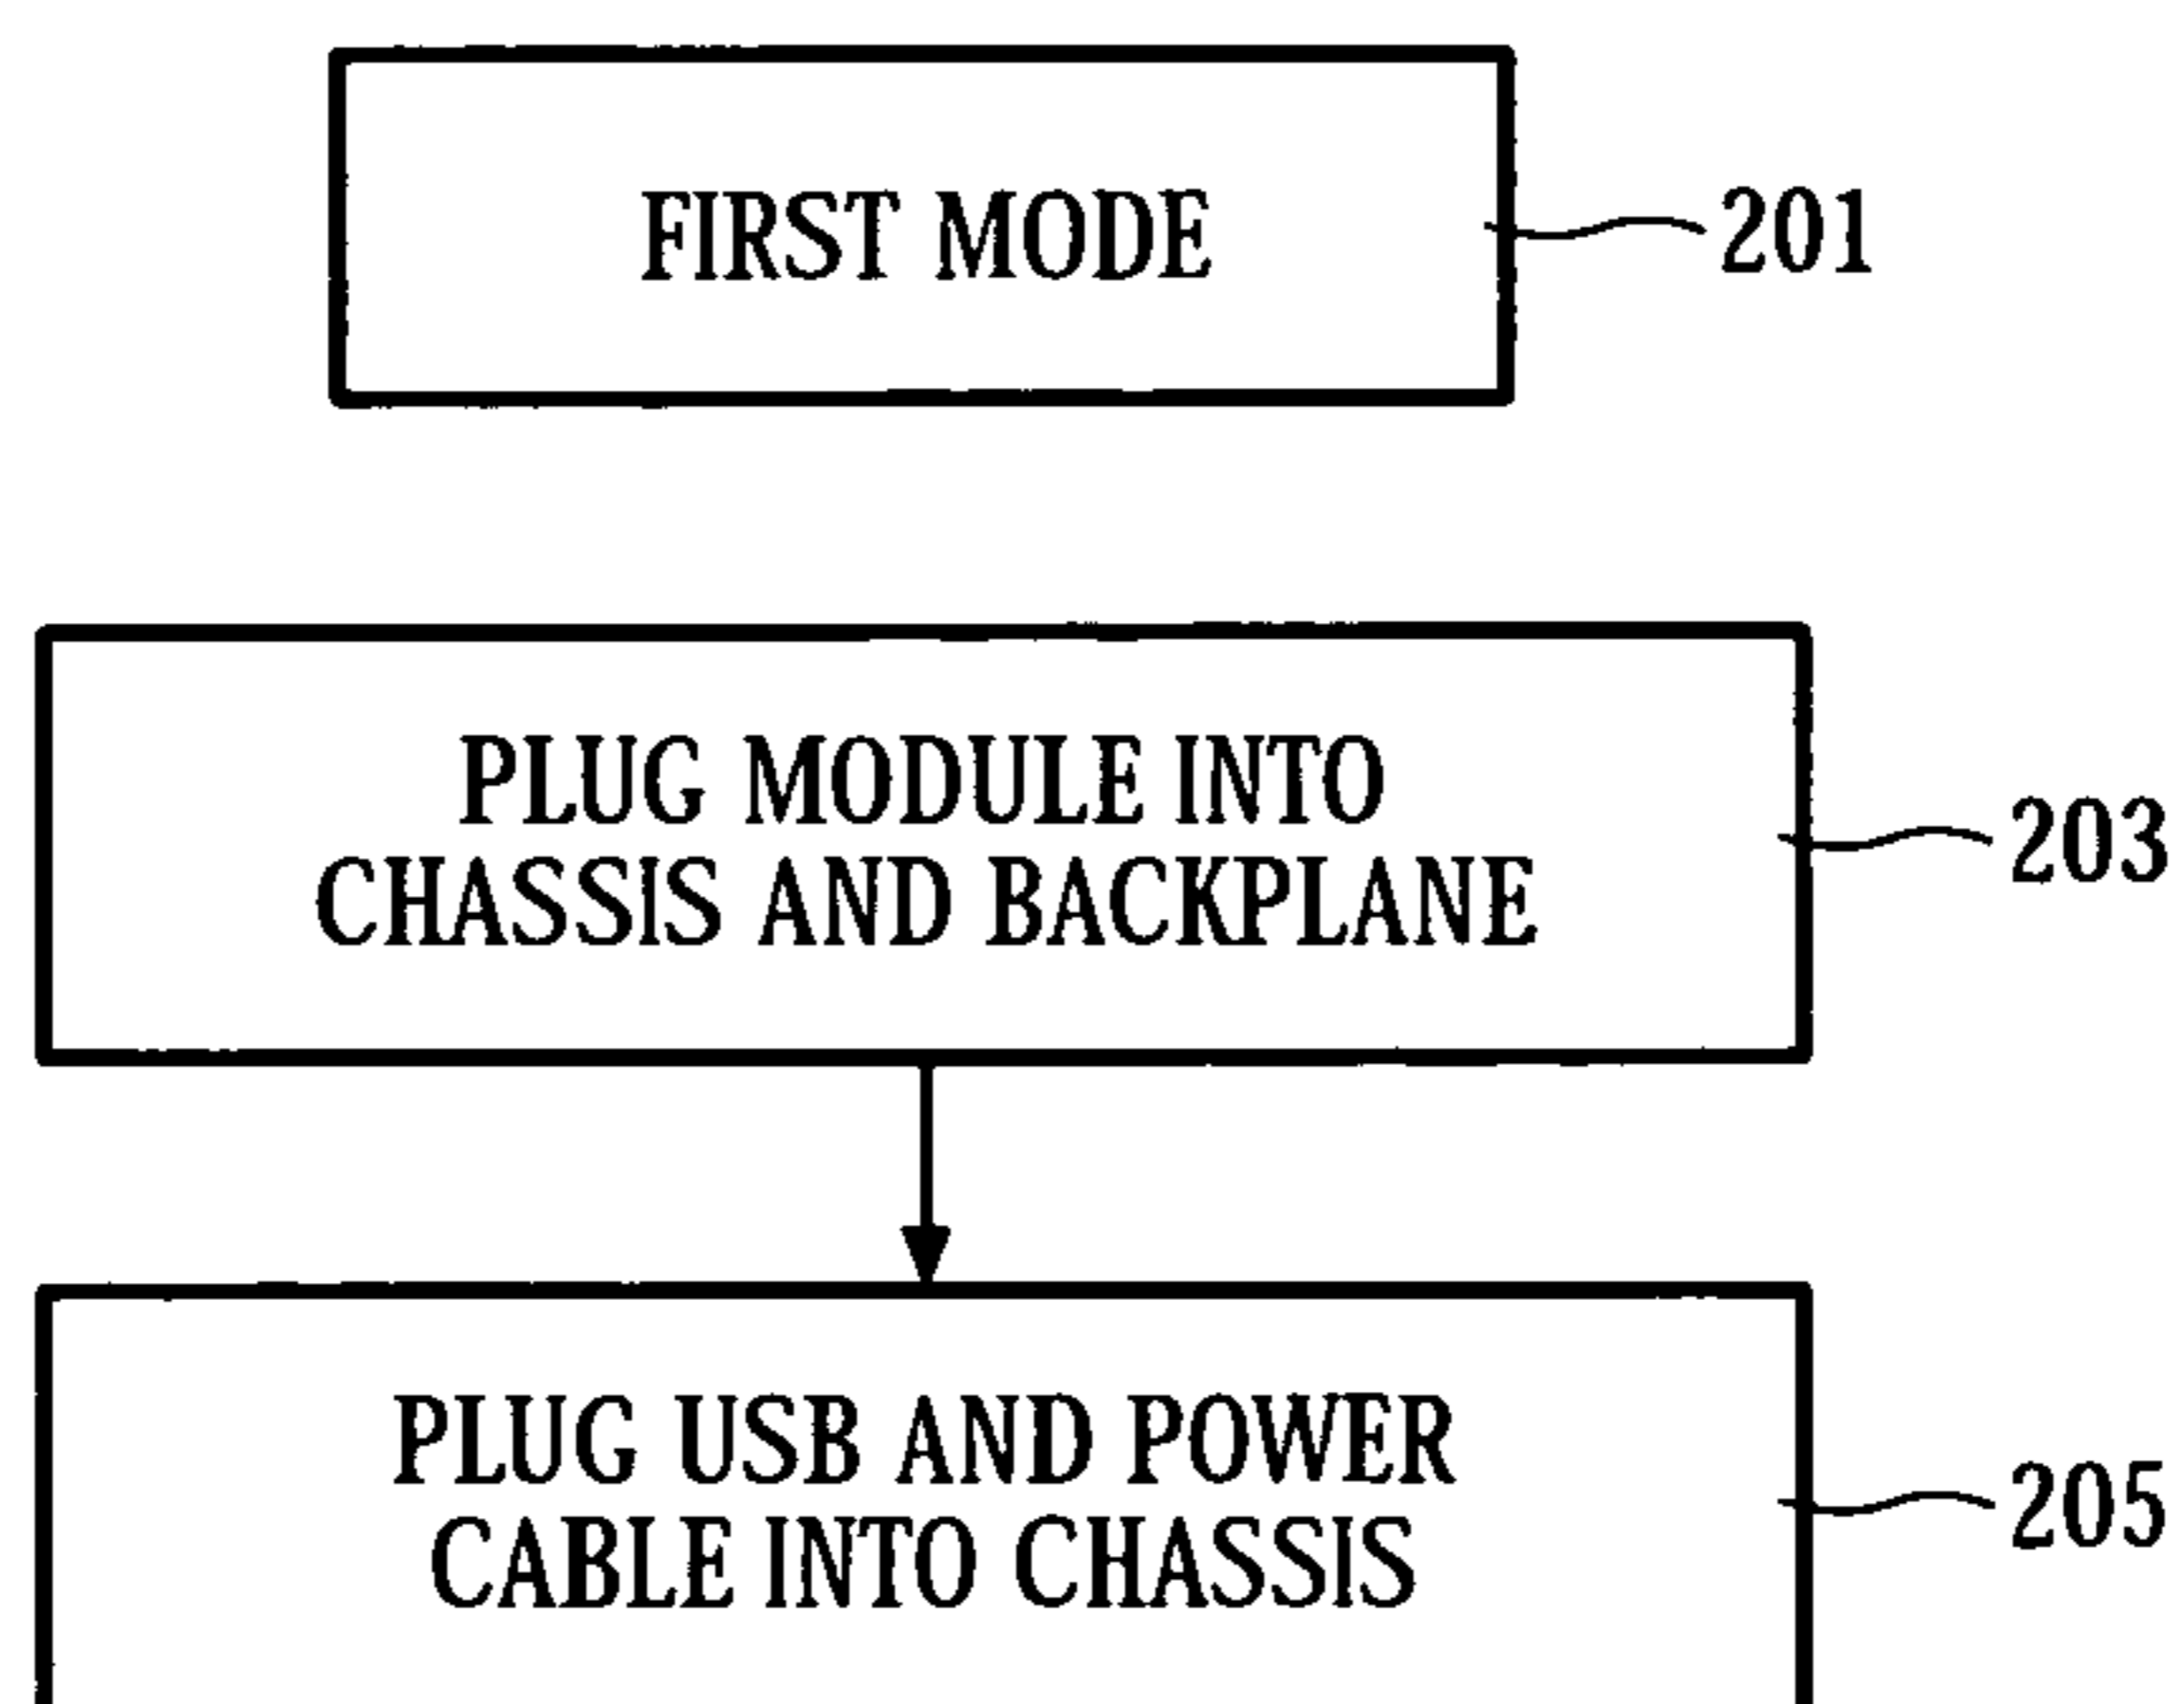 FIRST MODE
201
PLUG MODULE INTO
CHASSIS AND BACKPLANE
203
PLUG USB AND POWER
CABLE INTO CHASSIS
205